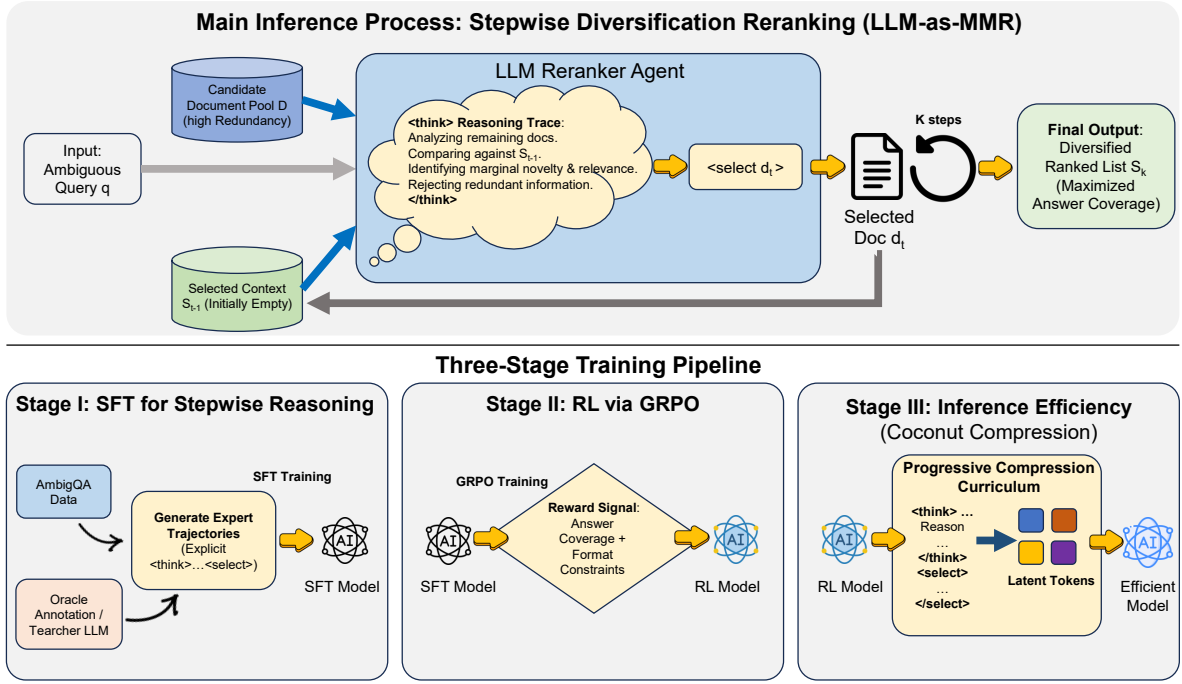 Main Inference Process: Stepwise Diversification Reranking (LLM-as-MMR)
Candidate
Document Pool D
(high Redundancy)
Input:
Ambiguous
Query q
Selected Context
S_{t-1} (Initially Empty)
LLM Reranker Agent
<think> Reasoning Trace:
Analyzing remaining docs.
Comparing against S_{t-1}.
Identifying marginal novelty & relevance.
Rejecting redundant information.
</think>
<select d_t >
Selected
Doc d_t
K steps
Final Output:
Diversified
Ranked List S_k
(Maximized
Answer Coverage)
Three-Stage Training Pipeline
Stage I: SFT for Stepwise Reasoning
AmbigQA
Data
Oracle
Annotation /
Tearcher LLM
Generate Expert
Trajectories
(Explicit
<think>…<select>)
SFT Training
AI
SFT Model
Stage II: RL via GRPO
GRPO Training
AI
SFT Model
Reward Signal:
Answer
Coverage +
Format
Constraints
AI
RL Model
Stage III: Inference Efficiency
(Coconut Compression)
AI
RL Model
Progressive Compression
Curriculum
<think> …
Reason
…
</think>
<select>
…
</select>
Latent Tokens
AI
Efficient
Model